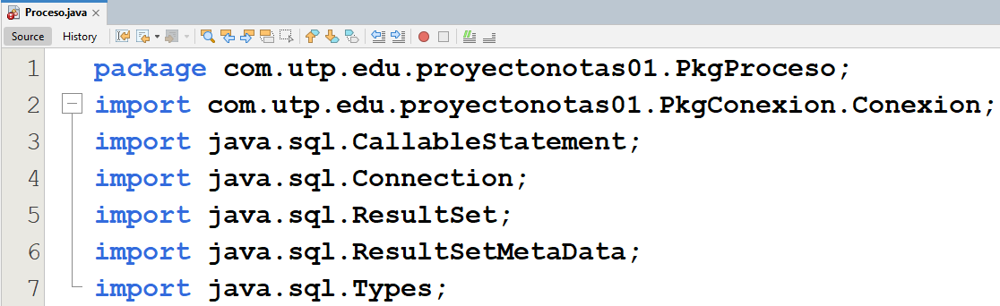 Proceso.java
Source History
1 package com.utp.edu.proyectonotas01.PkgProceso;
2 import com.utp.edu.proyectonotas01.PkgConexion.Conexion;
3 import java.sql.CallableStatement;
4 import java.sql.Connection;
5 import java.sql.ResultSet;
6 import java.sql.ResultSetMetaData;
7 import java.sql.Types;